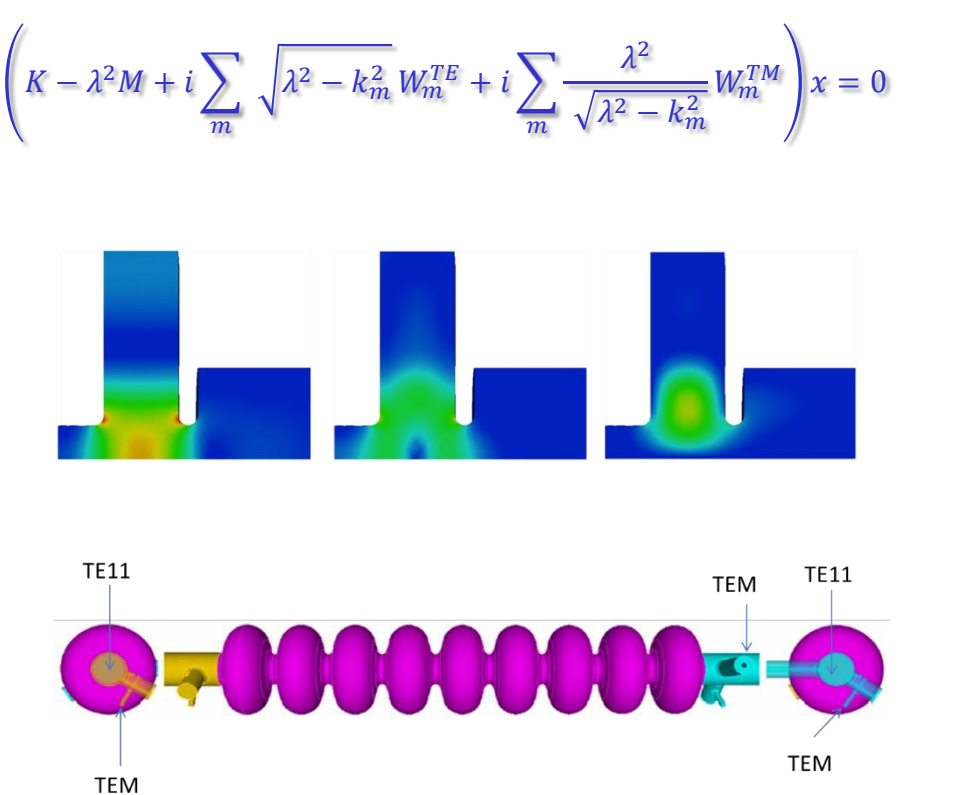 (K − λ²M + i ∑ₘ √(λ² − kₘ²) Wₘᵀᴱ + i ∑ₘ λ²/√(λ² − kₘ²) Wₘᵀᴹ) x = 0
TE11
TEM
TE11
TEM
TEM